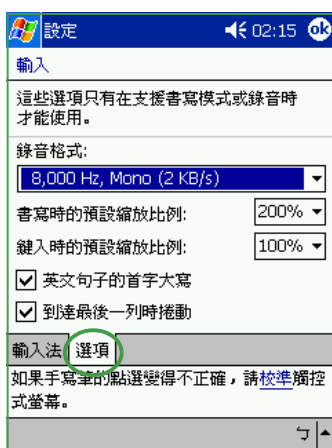 設定 02:15 ok
輸入
這些選項只有在支援書寫模式或錄音時
才能使用。
錄音格式:
8,000 Hz, Mono (2 KB/s)
書寫時的預設縮放比例: 200%
鍵入時的預設縮放比例: 100%
英文句子的首字大寫
到達最後一列時捲動
輸入法 選項
如果手寫筆的點選變得不正確，請校準觸控
式螢幕。
ㄅ